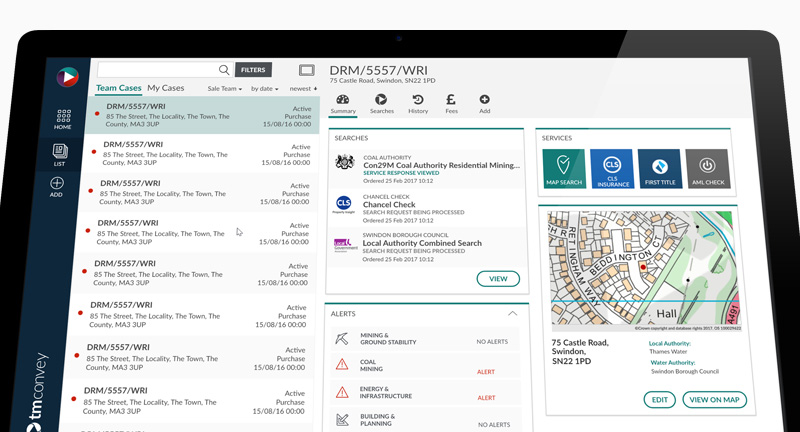 FILTERS
Team Cases My Cases Sale Team by date newest
HOME
LIST
ADD
tmconvey
DRM/5557/WRI
85 The Street, The Locality, The Town, The
County, MA3 3UP
Active
Purchase
15/08/16 00:00
DRM/5557/WRI
85 The Street, The Locality, The Town, The
County, MA3 3UP
Active
Purchase
15/08/16 00:00
DRM/5557/WRI
85 The Street, The Locality, The Town, The
County, MA3 3UP
Active
Purchase
15/08/16 00:00
DRM/5557/WRI
85 The Street, The Locality, The Town, The
County, MA3 3UP
Active
Purchase
15/08/16 00:00
DRM/5557/WRI
85 The Street, The Locality, The Town, The
County, MA3 3UP
Active
Purchase
15/08/16 00:00
DRM/5557/WRI
85 The Street, The Locality, The Town, The
County, MA3 3UP
Active
Purchase
15/08/16 00:00
DRM/5557/WRI
85 The Street, The Locality, The Town, The
County, MA3 3UP
Active
Purchase
15/08/16 00:00
DRM/5557/WRI
85 The Street, The Locality, The Town, The
County, MA3 3UP
Active
Purchase
15/08/16 00:00
DRM/5557/WRI
75 Castle Road, Swindon, SN22 1PD
Summary Searches History Fees Add
SEARCHES
COAL AUTHORITY
Con29M Coal Authority Residential Mining...
SERVICE RESPONSE VIEWED
Ordered 25 Feb 2017 10:12
CLS
Property Insight
CHANCEL CHECK
Chancel Check
SEARCH REQUEST BEING PROCESSED
Ordered 25 Feb 2017 10:12
Local
Government
SWINDON BOROUGH COUNCIL
Local Authority Combined Search
SEARCH REQUEST BEING PROCESSED
Ordered 25 Feb 2017 10:12
VIEW
ALERTS
MINING &
GROUND STABILITY
NO ALERTS
COAL
MINING
ALERT
ENERGY &
INFRASTRUCTURE
ALERT
BUILDING &
PLANNING
NO ALERTS
SERVICES
MAP SEARCH
CLS
CLS
INSURANCE
FIRST TITLE
AML CHECK
RETINGHAM WAY
BEDDINGTON CT
Hall
A491
©Crown copyright and database rights 2017. OS 100029622
75 Castle Road,
Swindon,
SN22 1PD
Local Authority:
Thames Water
Water Authority:
Swindon Borough Council
EDIT VIEW ON MAP